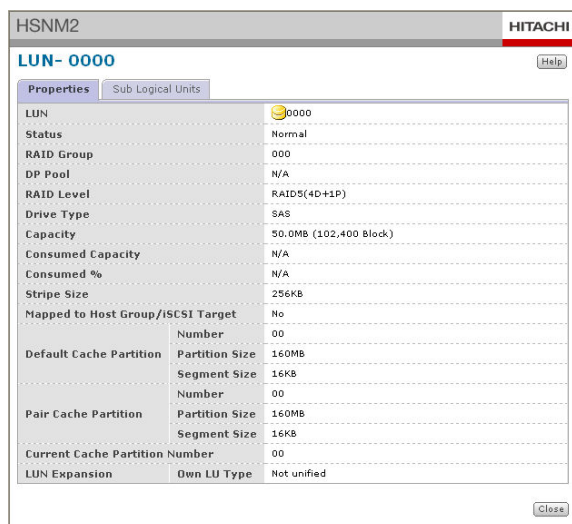 HSNM2 HITACHI
LUN- 0000 Help
Properties Sub Logical Units
LUN 0000
Status Normal
RAID Group 000
DP Pool N/A
RAID Level RAID5(4D+1P)
Drive Type SAS
Capacity 50.0MB (102,400 Block)
Consumed Capacity N/A
Consumed % N/A
Stripe Size 256KB
Mapped to Host Group/iSCSI Target No
Number 00
Default Cache Partition Partition Size 160MB
Segment Size 16KB
Number 00
Pair Cache Partition Partition Size 160MB
Segment Size 16KB
Current Cache Partition Number 00
LUN Expansion Own LU Type Not unified
Close